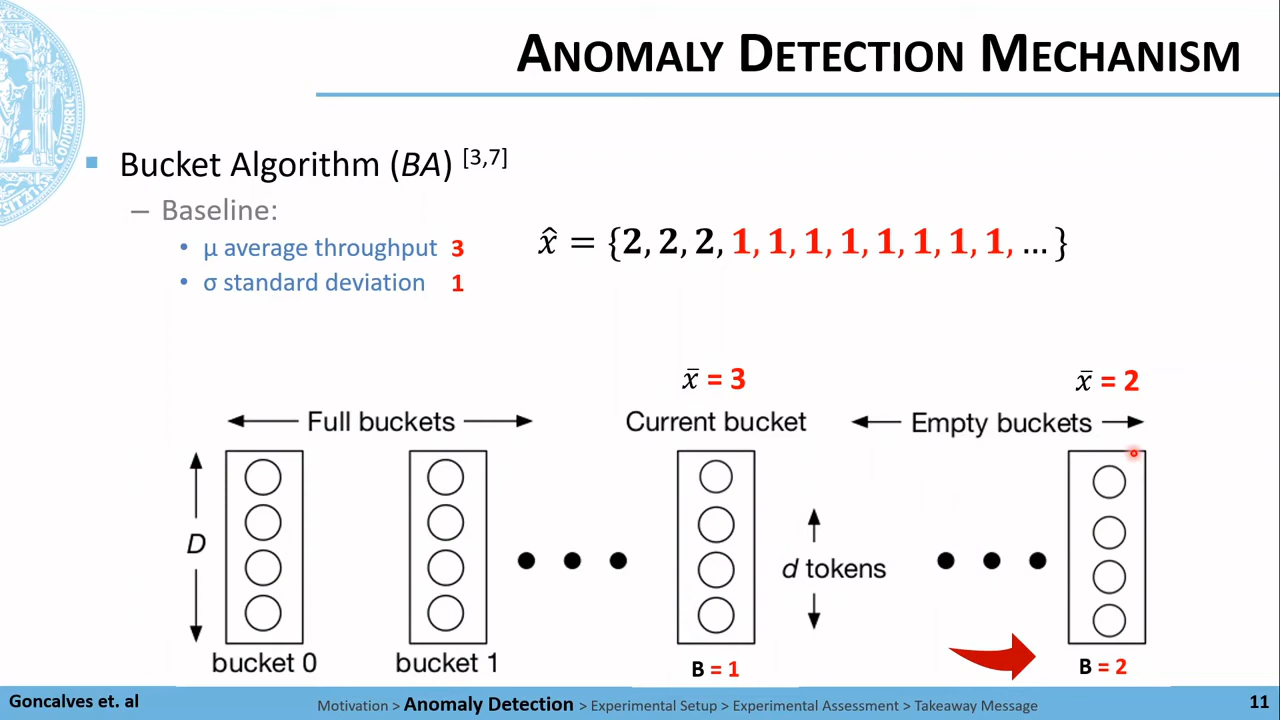 ANOMALY DETECTION MECHANISM
▪ Bucket Algorithm (BA) [3,7]
– Baseline:
• μ average throughput 3
• σ standard deviation 1
x̂ = {2, 2, 2, 1, 1, 1, 1, 1, 1, 1, 1, … }
x̄ = 3
x̄ = 2
Full buckets
Current bucket
Empty buckets
D
d tokens
bucket 0
bucket 1
B = 1
B = 2
Goncalves et. al
Motivation > Anomaly Detection > Experimental Setup > Experimental Assessment > Takeaway Message
11